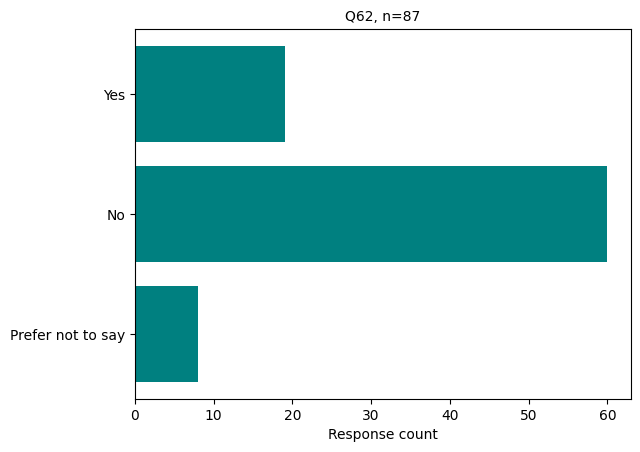 Q62, n=87
Yes
No
Prefer not to say
0 10 20 30 40 50 60
Response count